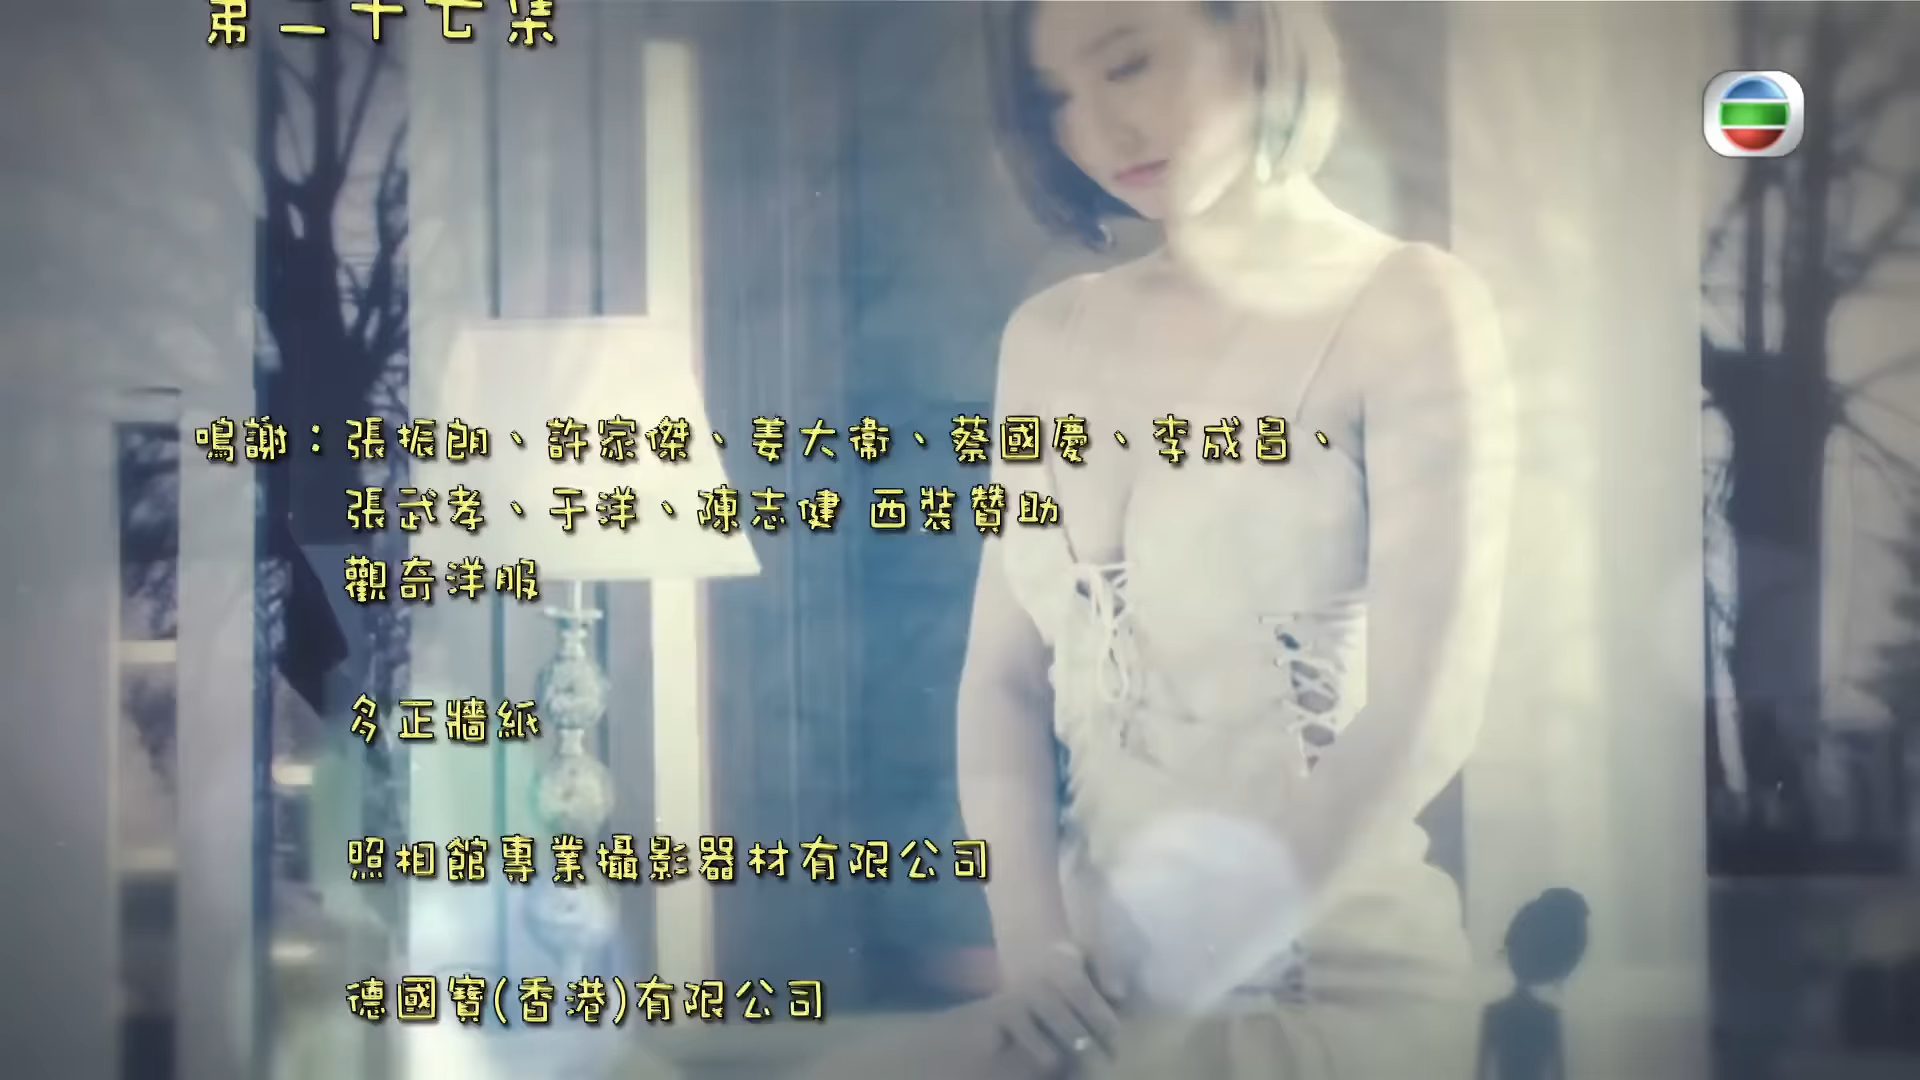 第二十七集
鳴謝：張振朗、許家傑、姜大衞、蔡國慶、李成昌、
張武孝、于洋、陳志健 西裝贊助
觀奇洋服
多正牆紙
照相館專業攝影器材有限公司
德國寶(香港)有限公司